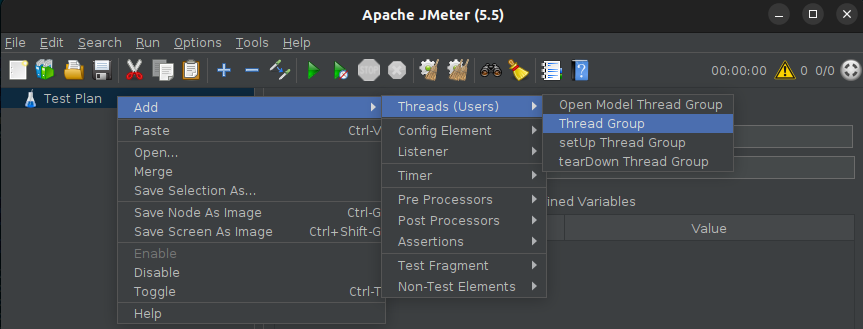 Apache JMeter (5.5)
File Edit Search Run Options Tools Help
00:00:00 0 0/0
Test Plan
Add
Paste Ctrl-V
Open...
Merge
Save Selection As...
Save Node As Image Ctrl-G
Save Screen As Image Ctrl+Shift-G
Enable
Disable
Toggle Ctrl-T
Help
Threads (Users)
Config Element
Listener
Timer
Pre Processors
Post Processors
Assertions
Test Fragment
Non-Test Elements
Open Model Thread Group
Thread Group
setUp Thread Group
tearDown Thread Group
ined Variables
Value